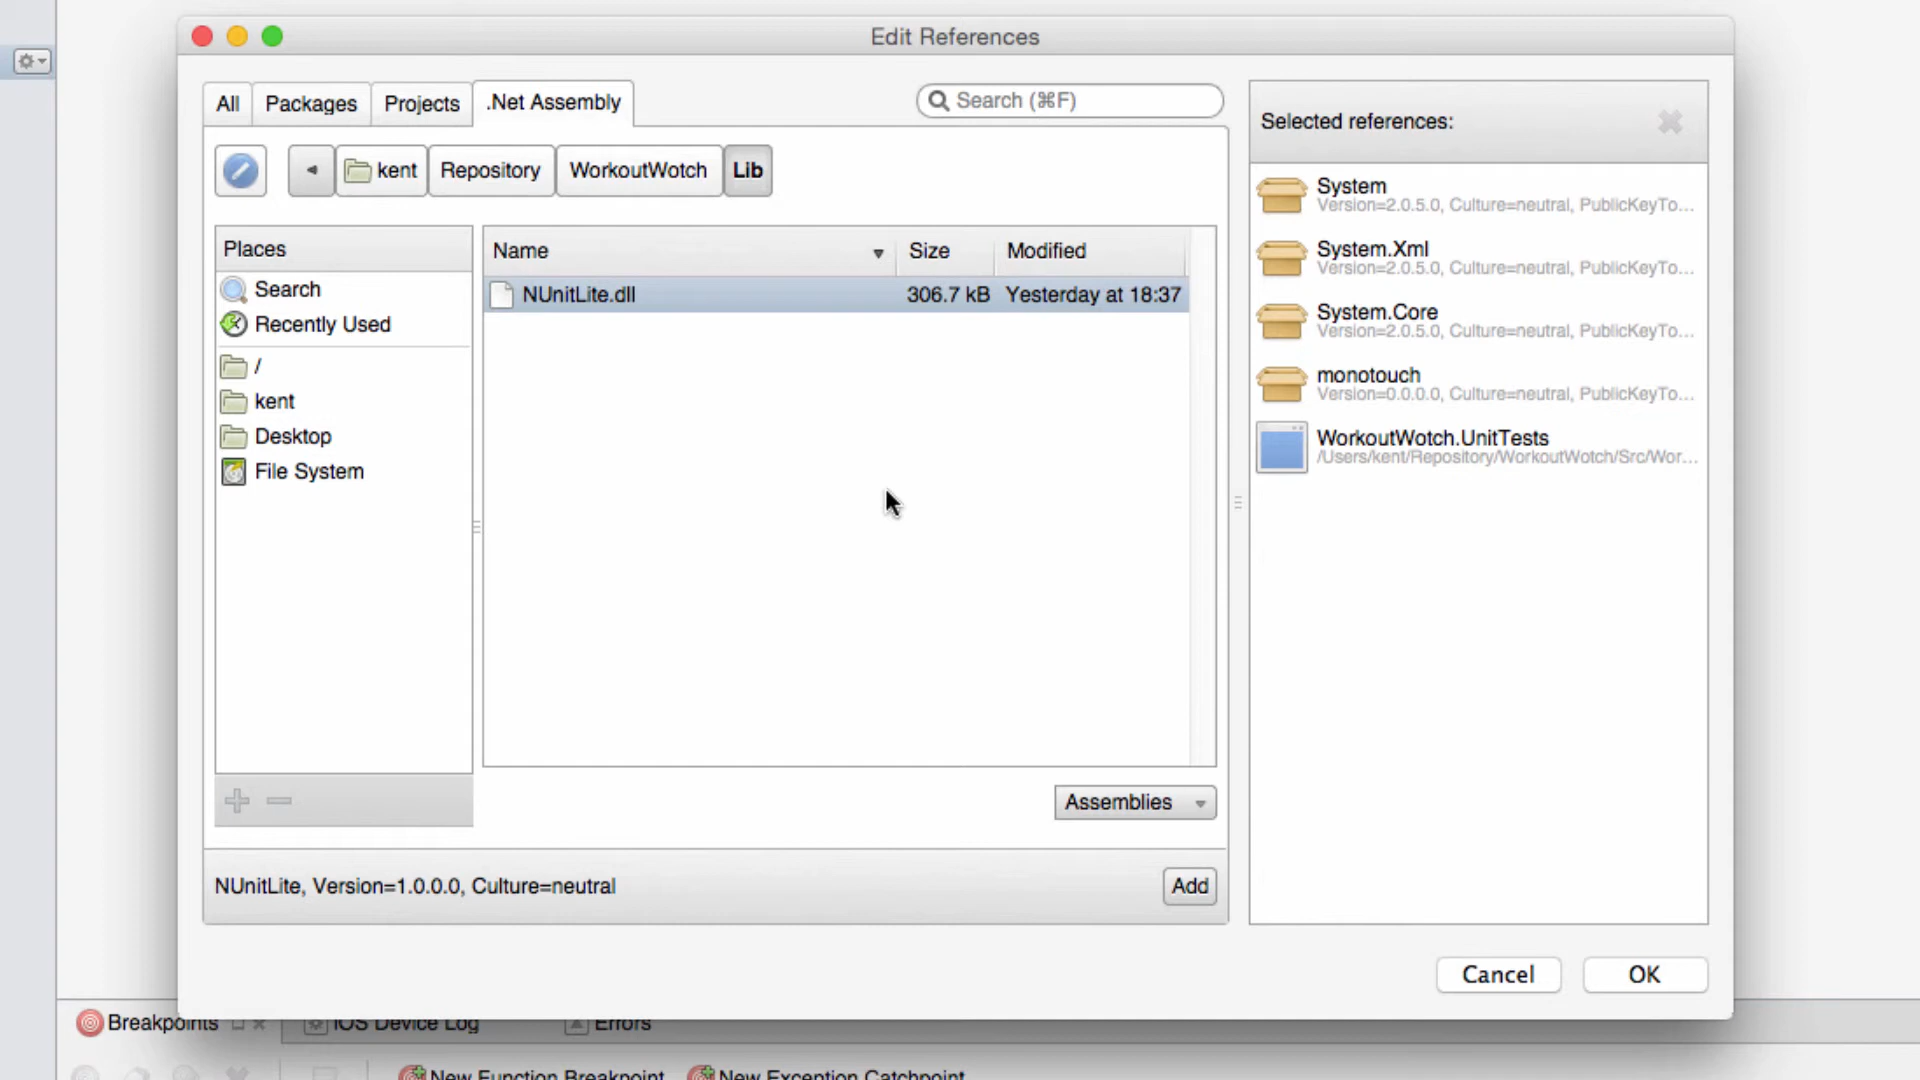 Edit References
All
Packages
Projects
.Net Assembly
Search (⌘F)
Selected references:
kent
Repository
WorkoutWotch
Lib
Places
Search
Recently Used
/
kent
Desktop
File System
Name
Size
Modified
NUnitLite.dll
306.7 kB
Yesterday at 18:37
System
Version=2.0.5.0, Culture=neutral, PublicKeyTo...
System.Xml
Version=2.0.5.0, Culture=neutral, PublicKeyTo...
System.Core
Version=2.0.5.0, Culture=neutral, PublicKeyTo...
monotouch
Version=0.0.0.0, Culture=neutral, PublicKeyTo...
WorkoutWotch.UnitTests
/Users/kent/Repository/WorkoutWotch/Src/Wor...
Assemblies
NUnitLite, Version=1.0.0.0, Culture=neutral
Add
Cancel
OK
Breakpoints
iOS Device Log
Errors
New Function Breakpoint
New Exception Catchpoint